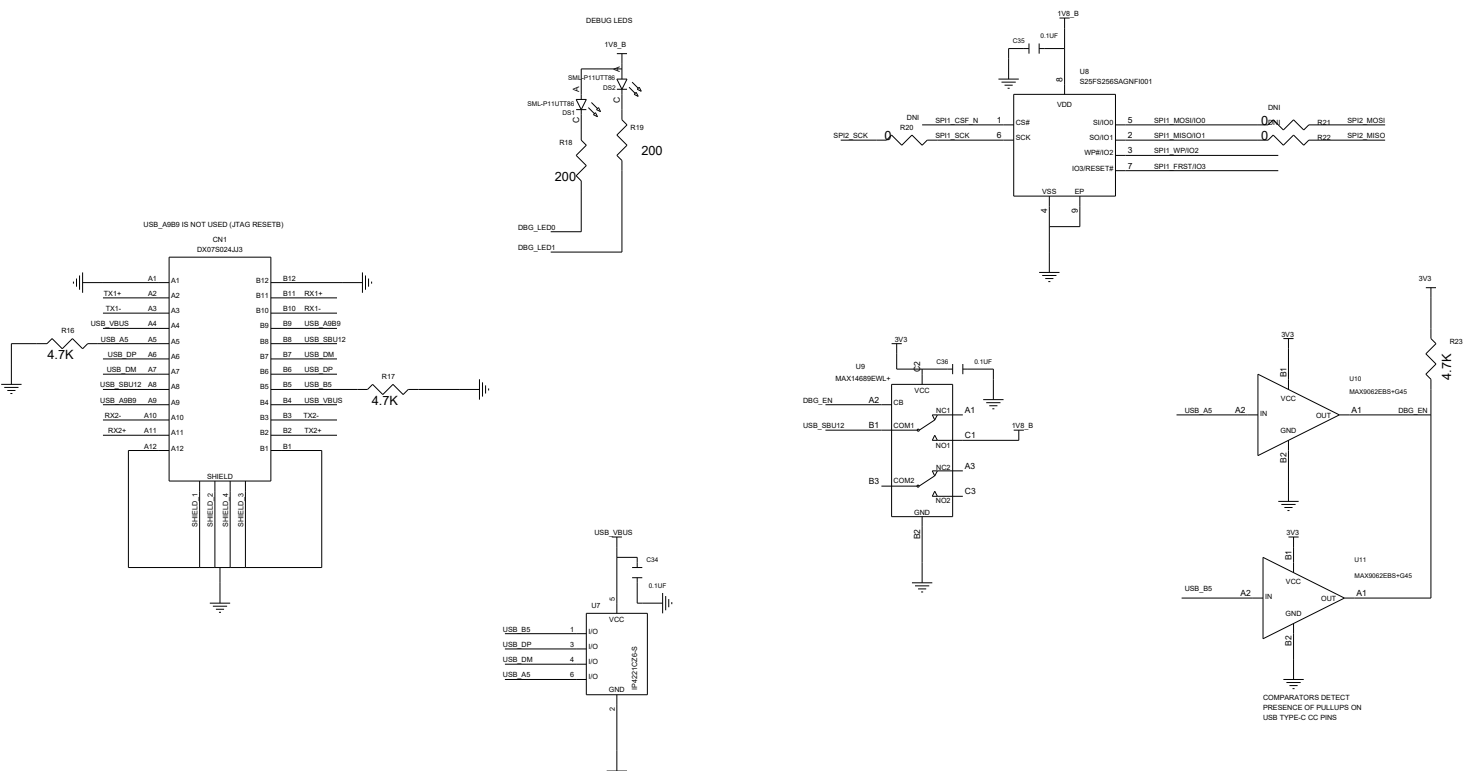 DEBUG LEDS
1V8_B
SML-P11UTT86
DS2
A
C
SML-P11UTT86
DS1
A
C
R18
200
R19
200
DBG_LED0
DBG_LED1
1V8_B
C35
0.1UF
U8
S25FS256SAGNFI001
8
VDD
SPI2_SCK
0
DNI
R20
SPI1_CSF_N
1
CS#
SPI1_SCK
6
SCK
SI/IO0
5
SPI1_MOSI/IO0
0
DNI
R21
SPI2_MOSI
SO/IO1
2
SPI1_MISO/IO1
0
DNI
R22
SPI2_MISO
WP#/IO2
3
SPI1_WP/IO2
IO3/RESET#
7
SPI1_FRST/IO3
VSS
EP
4
9
USB_A9B9 IS NOT USED (JTAG RESETB)
CN1
DX07S024JJ3
A1 A1 B12 B12
TX1+ A2 A2 B11 B11 RX1+
TX1- A3 A3 B10 B10 RX1-
USB_VBUS A4 A4 B9 B9 USB_A9B9
R16
4.7K
USB_A5 A5 A5 B8 B8 USB_SBU12
USB_DP A6 A6 B7 B7 USB_DM
USB_DM A7 A7 B6 B6 USB_DP
USB_SBU12 A8 A8 B5 B5 USB_B5
R17
4.7K
USB_A9B9 A9 A9 B4 B4 USB_VBUS
RX2- A10 A10 B3 B3 TX2-
RX2+ A11 A11 B2 B2 TX2+
A12 A12 B1 B1
SHIELD
SHIELD_1
SHIELD_2
SHIELD_4
SHIELD_3
USB_VBUS
C34
0.1UF
5
U7
VCC
USB_B5 1 I/O
USB_DP 3 I/O
USB_DM 4 I/O
USB_A5 6 I/O
IP4221CZ6-S
GND
2
3V3
U9
MAX14689EWL+
C2
C36
0.1UF
VCC
DBG_EN A2 CB
USB_SBU12 B1 COM1
NC1 A1
NO1 C1
1V8_B
B3 COM2
NC2 A3
NO2 C3
GND
B2
3V3
R23
4.7K
3V3
B1
U10
MAX9062EBS+G45
VCC
USB_A5 A2 IN
OUT A1 DBG_EN
GND
B2
3V3
B1
U11
MAX9062EBS+G45
VCC
USB_B5 A2 IN
OUT A1
GND
B2
COMPARATORS DETECT
PRESENCE OF PULLUPS ON
USB TYPE-C CC PINS